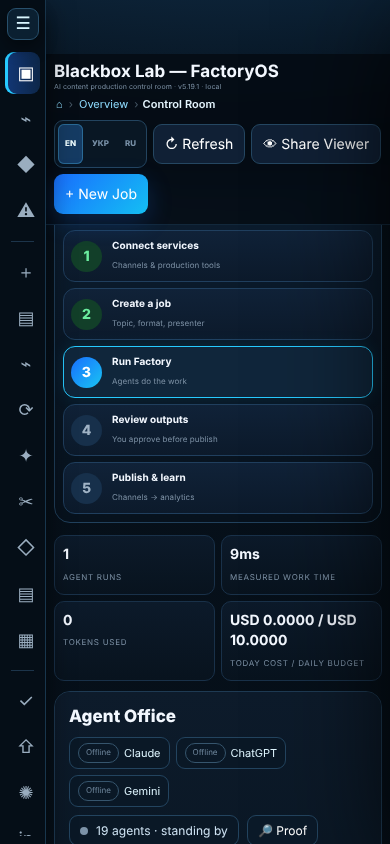 Blackbox Lab — FactoryOS
AI content production control room · v5.19.1 · local
Overview › Control Room
EN УКР RU
Refresh
Share Viewer
+ New Job
1 Connect services
Channels & production tools
2 Create a job
Topic, format, presenter
3 Run Factory
Agents do the work
4 Review outputs
You approve before publish
5 Publish & learn
Channels → analytics
1
AGENT RUNS
9ms
MEASURED WORK TIME
0
TOKENS USED
USD 0.0000 / USD
10.0000
TODAY COST / DAILY BUDGET
Agent Office
Offline Claude
Offline ChatGPT
Offline Gemini
19 agents · standing by
Proof